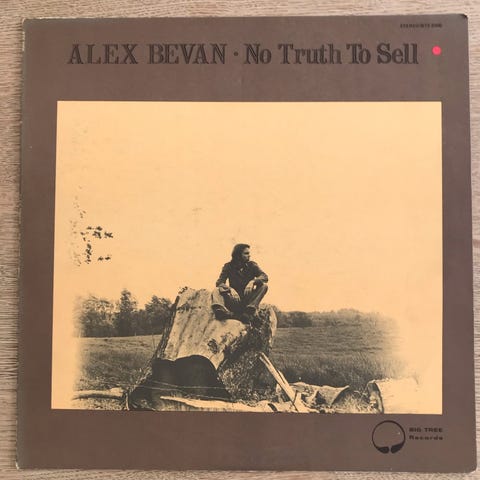 ALEX BEVAN · No Truth To Sell
BIG TREE
Records